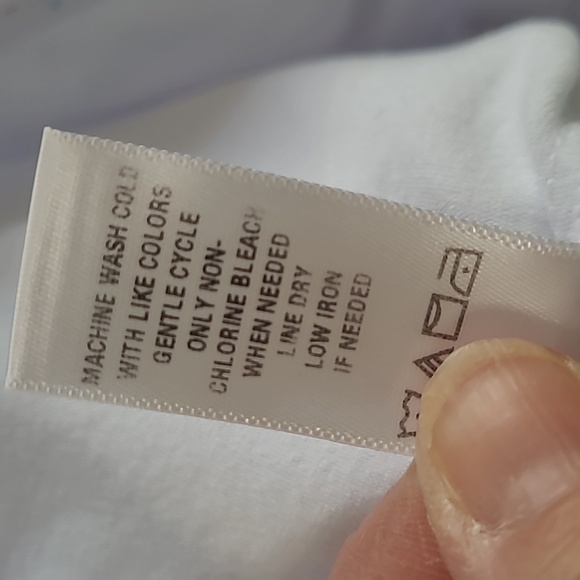 MACHINE WASH COLD
WITH LIKE COLORS
GENTLE CYCLE
ONLY NON-
CHLORINE BLEACH
WHEN NEEDED
LINE DRY
LOW IRON
IF NEEDED